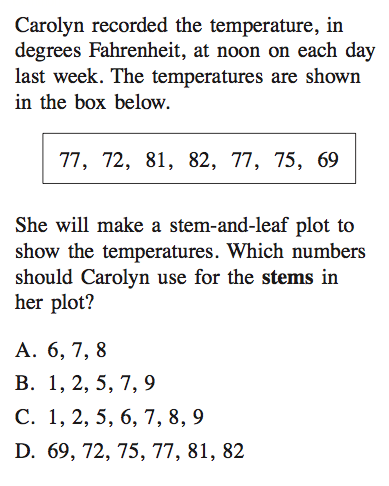 Carolyn recorded the temperature, in
degrees Fahrenheit, at noon on each day
last week. The temperatures are shown
in the box below.
77, 72, 81, 82, 77, 75, 69
She will make a stem-and-leaf plot to
show the temperatures. Which numbers
should Carolyn use for the stems in
her plot?
A. 6, 7, 8
B. 1, 2, 5, 7, 9
C. 1, 2, 5, 6, 7, 8, 9
D. 69, 72, 75, 77, 81, 82